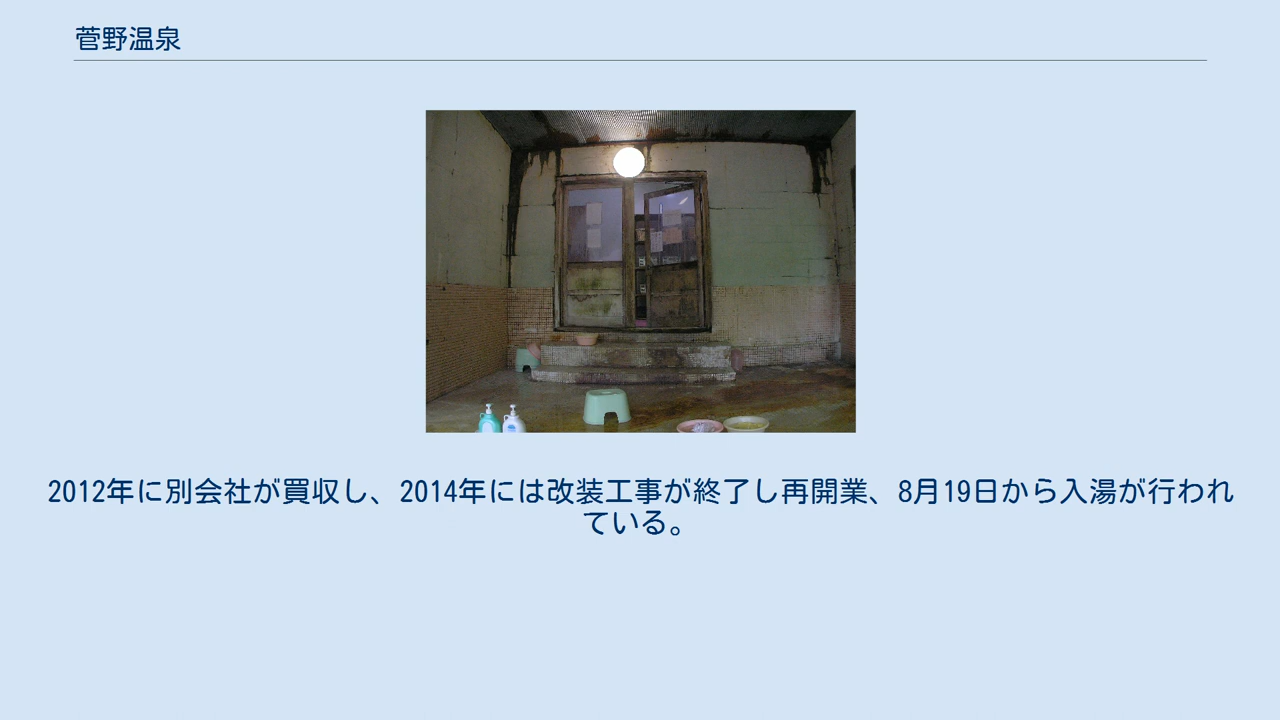 菅野温泉
2012年に別会社が買収し、2014年には改装工事が終了し再開業、8月19日から入湯が行われ
ている。